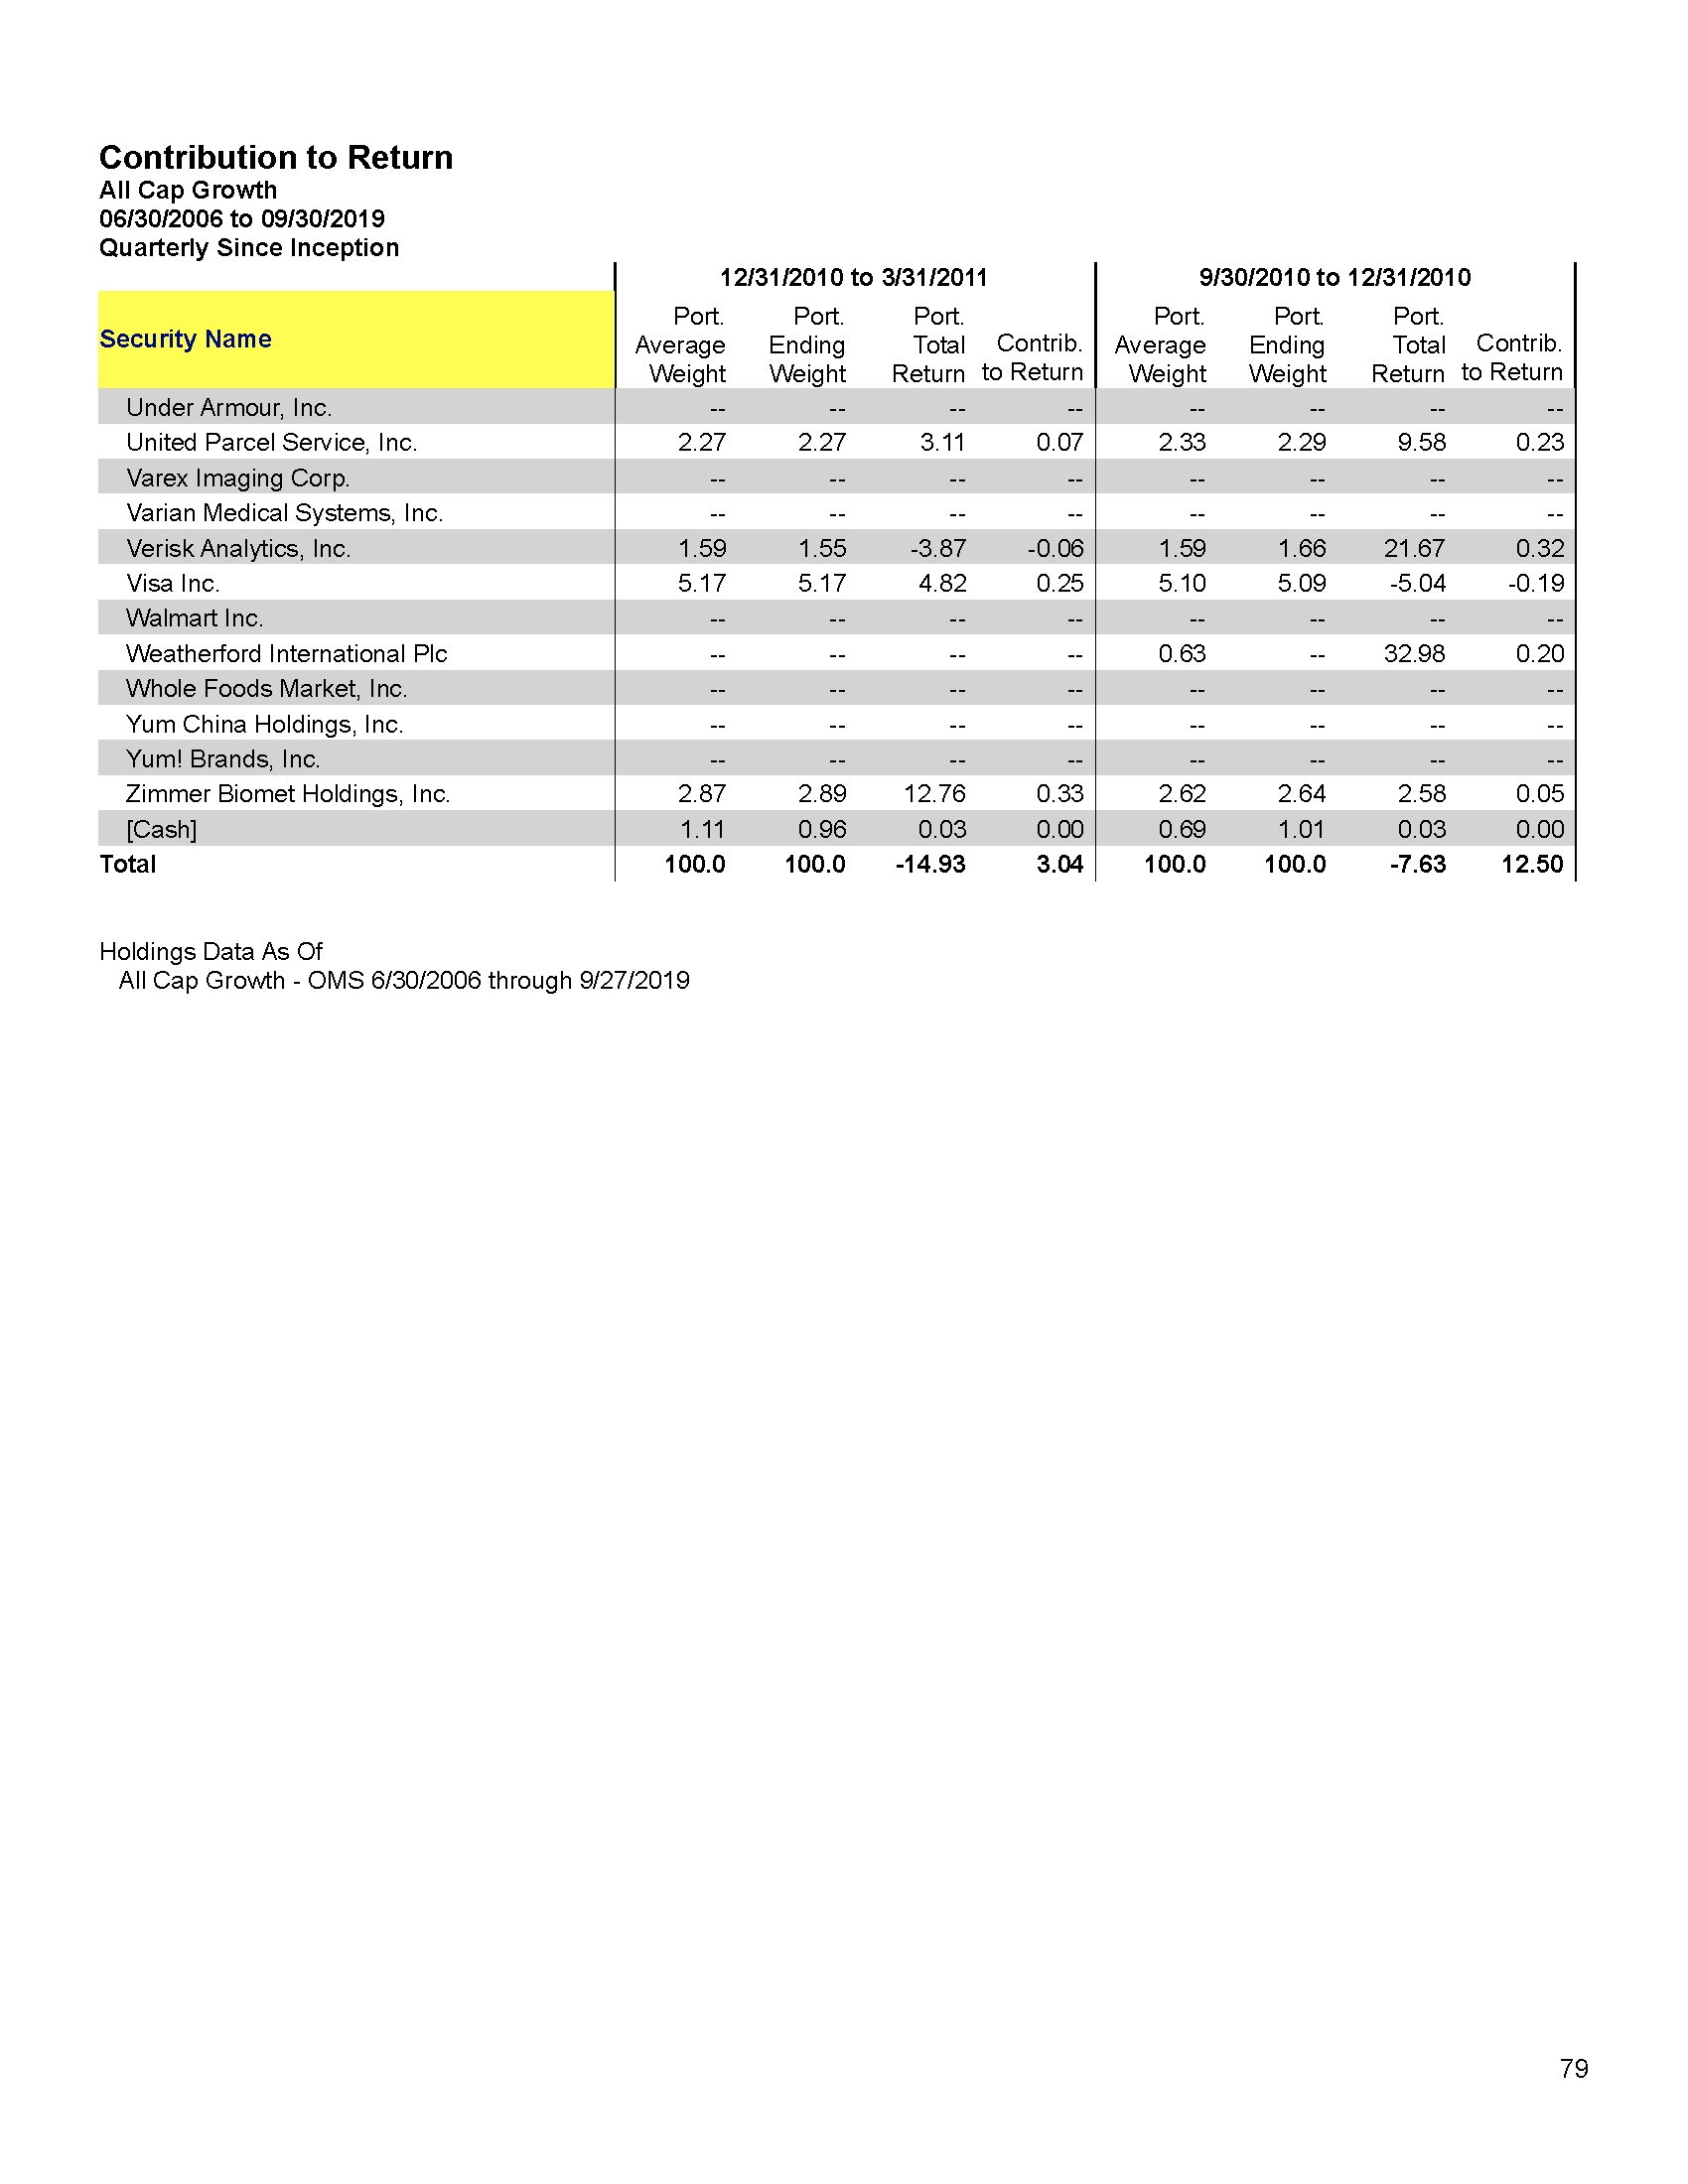 Contribution to Return
All Cap Growth
06/30/2006 to 09/30/2019
Quarterly Since Inception
12/31/2010 to 3/31/2011 9/30/2010 to 12/31/2010
Security Name Port. Average Weight Port. Ending Weight Port. Total Return Contrib. to Return Port. Average Weight Port. Ending Weight Port. Total Return Contrib. to Return
Under Armour, Inc. -- -- -- -- -- -- -- --
United Parcel Service, Inc. 2.27 2.27 3.11 0.07 2.33 2.29 9.58 0.23
Varex Imaging Corp. -- -- -- -- -- -- -- --
Varian Medical Systems, Inc. -- -- -- -- -- -- -- --
Verisk Analytics, Inc. 1.59 1.55 -3.87 -0.06 1.59 1.66 21.67 0.32
Visa Inc. 5.17 5.17 4.82 0.25 5.10 5.09 -5.04 -0.19
Walmart Inc. -- -- -- -- -- -- -- --
Weatherford International Plc -- -- -- -- 0.63 -- 32.98 0.20
Whole Foods Market, Inc. -- -- -- -- -- -- -- --
Yum China Holdings, Inc. -- -- -- -- -- -- -- --
Yum! Brands, Inc. -- -- -- -- -- -- -- --
Zimmer Biomet Holdings, Inc. 2.87 2.89 12.76 0.33 2.62 2.64 2.58 0.05
[Cash] 1.11 0.96 0.03 0.00 0.69 1.01 0.03 0.00
Total 100.0 100.0 -14.93 3.04 100.0 100.0 -7.63 12.50
Holdings Data As Of
All Cap Growth - OMS 6/30/2006 through 9/27/2019
79